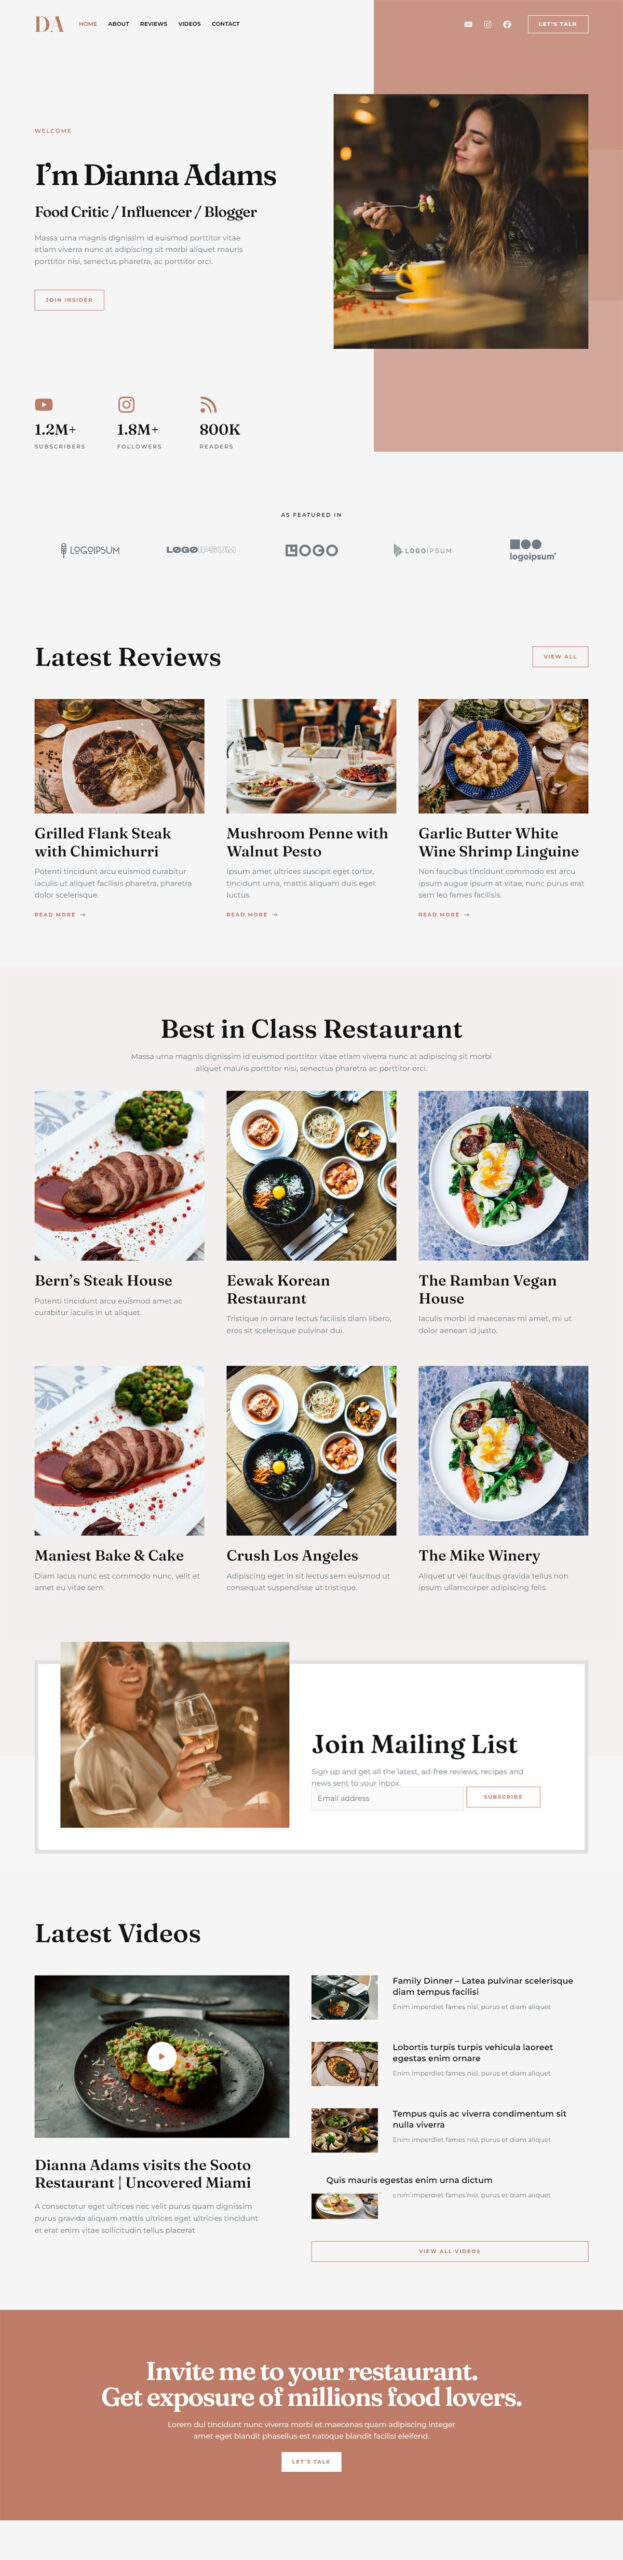 DA
HOME
ABOUT
REVIEWS
VIDEOS
CONTACT
LET'S TALK
WELCOME
I'm Dianna Adams
Food Critic / Influencer / Blogger
Massa urna magnis dignissim id euismod porttitor vitae
etiam viverra nunc at adipiscing sit morbi aliquet mauris
porttitor nisi, senectus pharetra, ac porttitor orci.
JOIN INSIDER
1.2M+
SUBSCRIBERS
1.8M+
FOLLOWERS
800K
READERS
AS FEATURED IN
LOGOIPSUM
LOGOIPSUM
LOGO
LOGOIPSUM
logoipsum
Latest Reviews
VIEW ALL
Grilled Flank Steak
with Chimichurri
Potenti tincidunt arcu euismod curabitur
iaculis ut aliquet facilisis pharetra, pharetra
dolor scelerisque.
READ MORE →
Mushroom Penne with
Walnut Pesto
Ipsum amet ultrices suscipit eget tortor,
tincidunt urna, mattis aliquam duis eget
luctus.
READ MORE →
Garlic Butter White
Wine Shrimp Linguine
Non faucibus tincidunt commodo est arcu
ipsum augue ipsum at vitae, nunc purus erat
sem leo fames facilisis.
READ MORE →
Best in Class Restaurant
Massa urna magnis dignissim id euismod porttitor vitae etiam viverra nunc at adipiscing sit morbi
aliquet mauris porttitor nisi, senectus pharetra ac porttitor orci.
Bern's Steak House
Potenti tincidunt arcu euismod amet ac
curabitur iaculis in ut aliquet.
Eewak Korean
Restaurant
Tristique in ornare lectus facilisis diam libero,
eros sit scelerisque pulvinar dui.
The Ramban Vegan
House
Iaculis morbi id maecenas mi amet, mi ut
dolor aenean id justo.
Maniest Bake & Cake
Diam lacus nunc est commodo nunc, velit et
amet eu vitae sem.
Crush Los Angeles
Adipiscing eget in sit lectus sem euismod ut
consequat suspendisse ut tristique.
The Mike Winery
Aliquet ut vel faucibus gravida tellus non
ipsum ullamcorper adipiscing felis.
Join Mailing List
Sign up and get all the latest, ad-free reviews, recipes and
news sent to your inbox.
Email address
SUBSCRIBE
Latest Videos
Dianna Adams visits the Sooto
Restaurant | Uncovered Miami
A consectetur eget ultrices nec velit purus quam dignissim
purus gravida aliquam mattis ultrices eget ultricies tincidunt
et erat enim vitae sollicitudin tellus placerat
Family Dinner – Latea pulvinar scelerisque
diam tempus facilisi
Enim imperdiet fames nisl, purus et diam aliquet
Lobortis turpis turpis vehicula laoreet
egestas enim ornare
Enim imperdiet fames nisl, purus et diam aliquet
Tempus quis ac viverra condimentum sit
nulla viverra
Enim imperdiet fames nisl, purus et diam aliquet
Quis mauris egestas enim urna dictum
Enim imperdiet fames nisl, purus et diam aliquet
VIEW ALL VIDEOS
Invite me to your restaurant.
Get exposure of millions food lovers.
Lorem dui tincidunt nunc viverra morbi et maecenas quam adipiscing integer
amet eget blandit phasellus est natoque blandit facilisi eleifend.
LET'S TALK